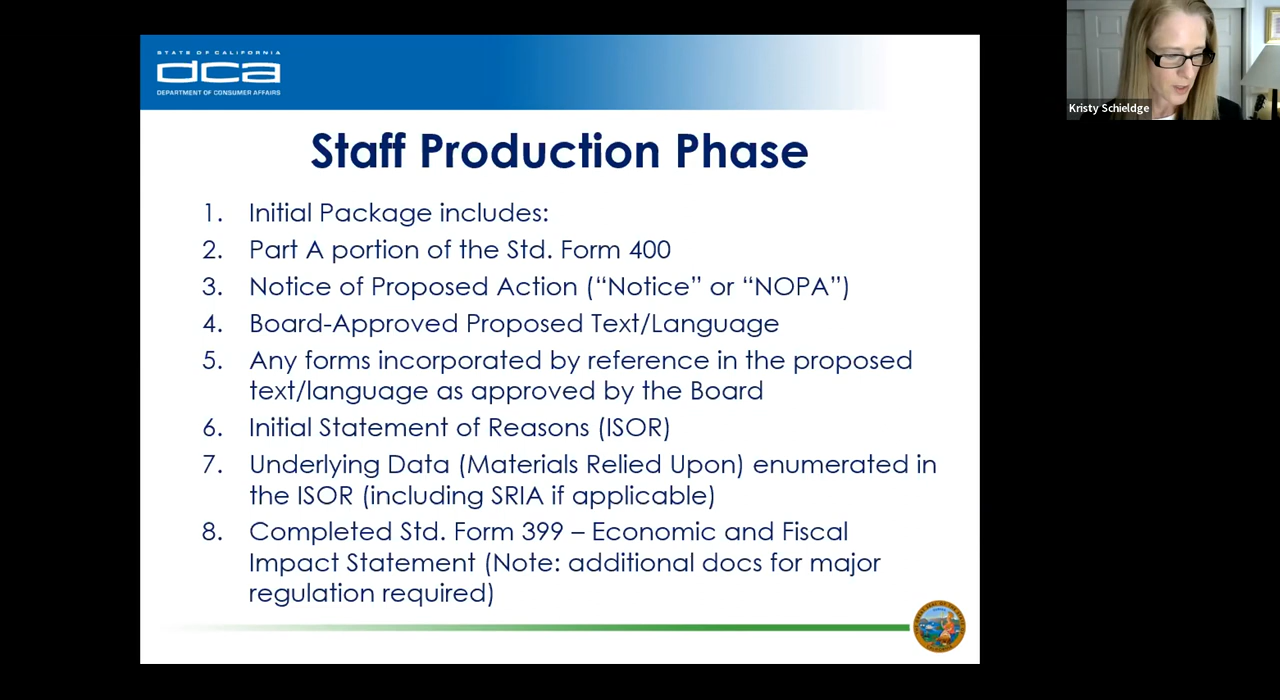 STATE OF CALIFORNIA
dca
DEPARTMENT OF CONSUMER AFFAIRS
Kristy Schieldge
Staff Production Phase
1. Initial Package includes:
2. Part A portion of the Std. Form 400
3. Notice of Proposed Action (“Notice” or “NOPA”)
4. Board-Approved Proposed Text/Language
5. Any forms incorporated by reference in the proposed
text/language as approved by the Board
6. Initial Statement of Reasons (ISOR)
7. Underlying Data (Materials Relied Upon) enumerated in
the ISOR (including SRIA if applicable)
8. Completed Std. Form 399 – Economic and Fiscal
Impact Statement (Note: additional docs for major
regulation required)